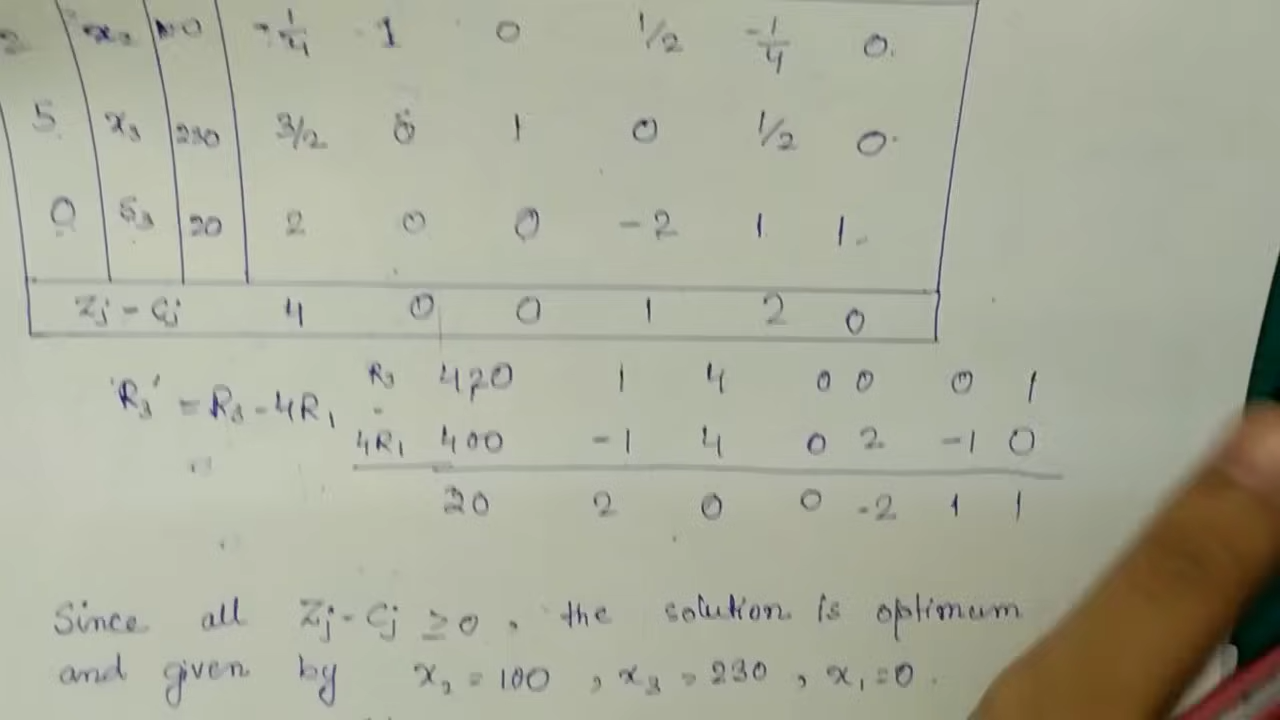 2 x₂ 100 -1/4 1 0 1/2 -1/4 0
5 x₃ 230 3/2 0 1 0 1/2 0
0 S₃ 20 2 0 0 -2 1 1
Zj - Cj 4 0 0 1 2 0
R₃ 420 1 4 0 0 0 1
R₃' = R₃ - 4R₁ -
4R₁ 400 -1 4 0 2 -1 0
20 2 0 0 -2 1 1
Since all Zj - Cj ≥ 0, the solution is optimum
and given by x₂ = 100, x₃ = 230, x₁ = 0.